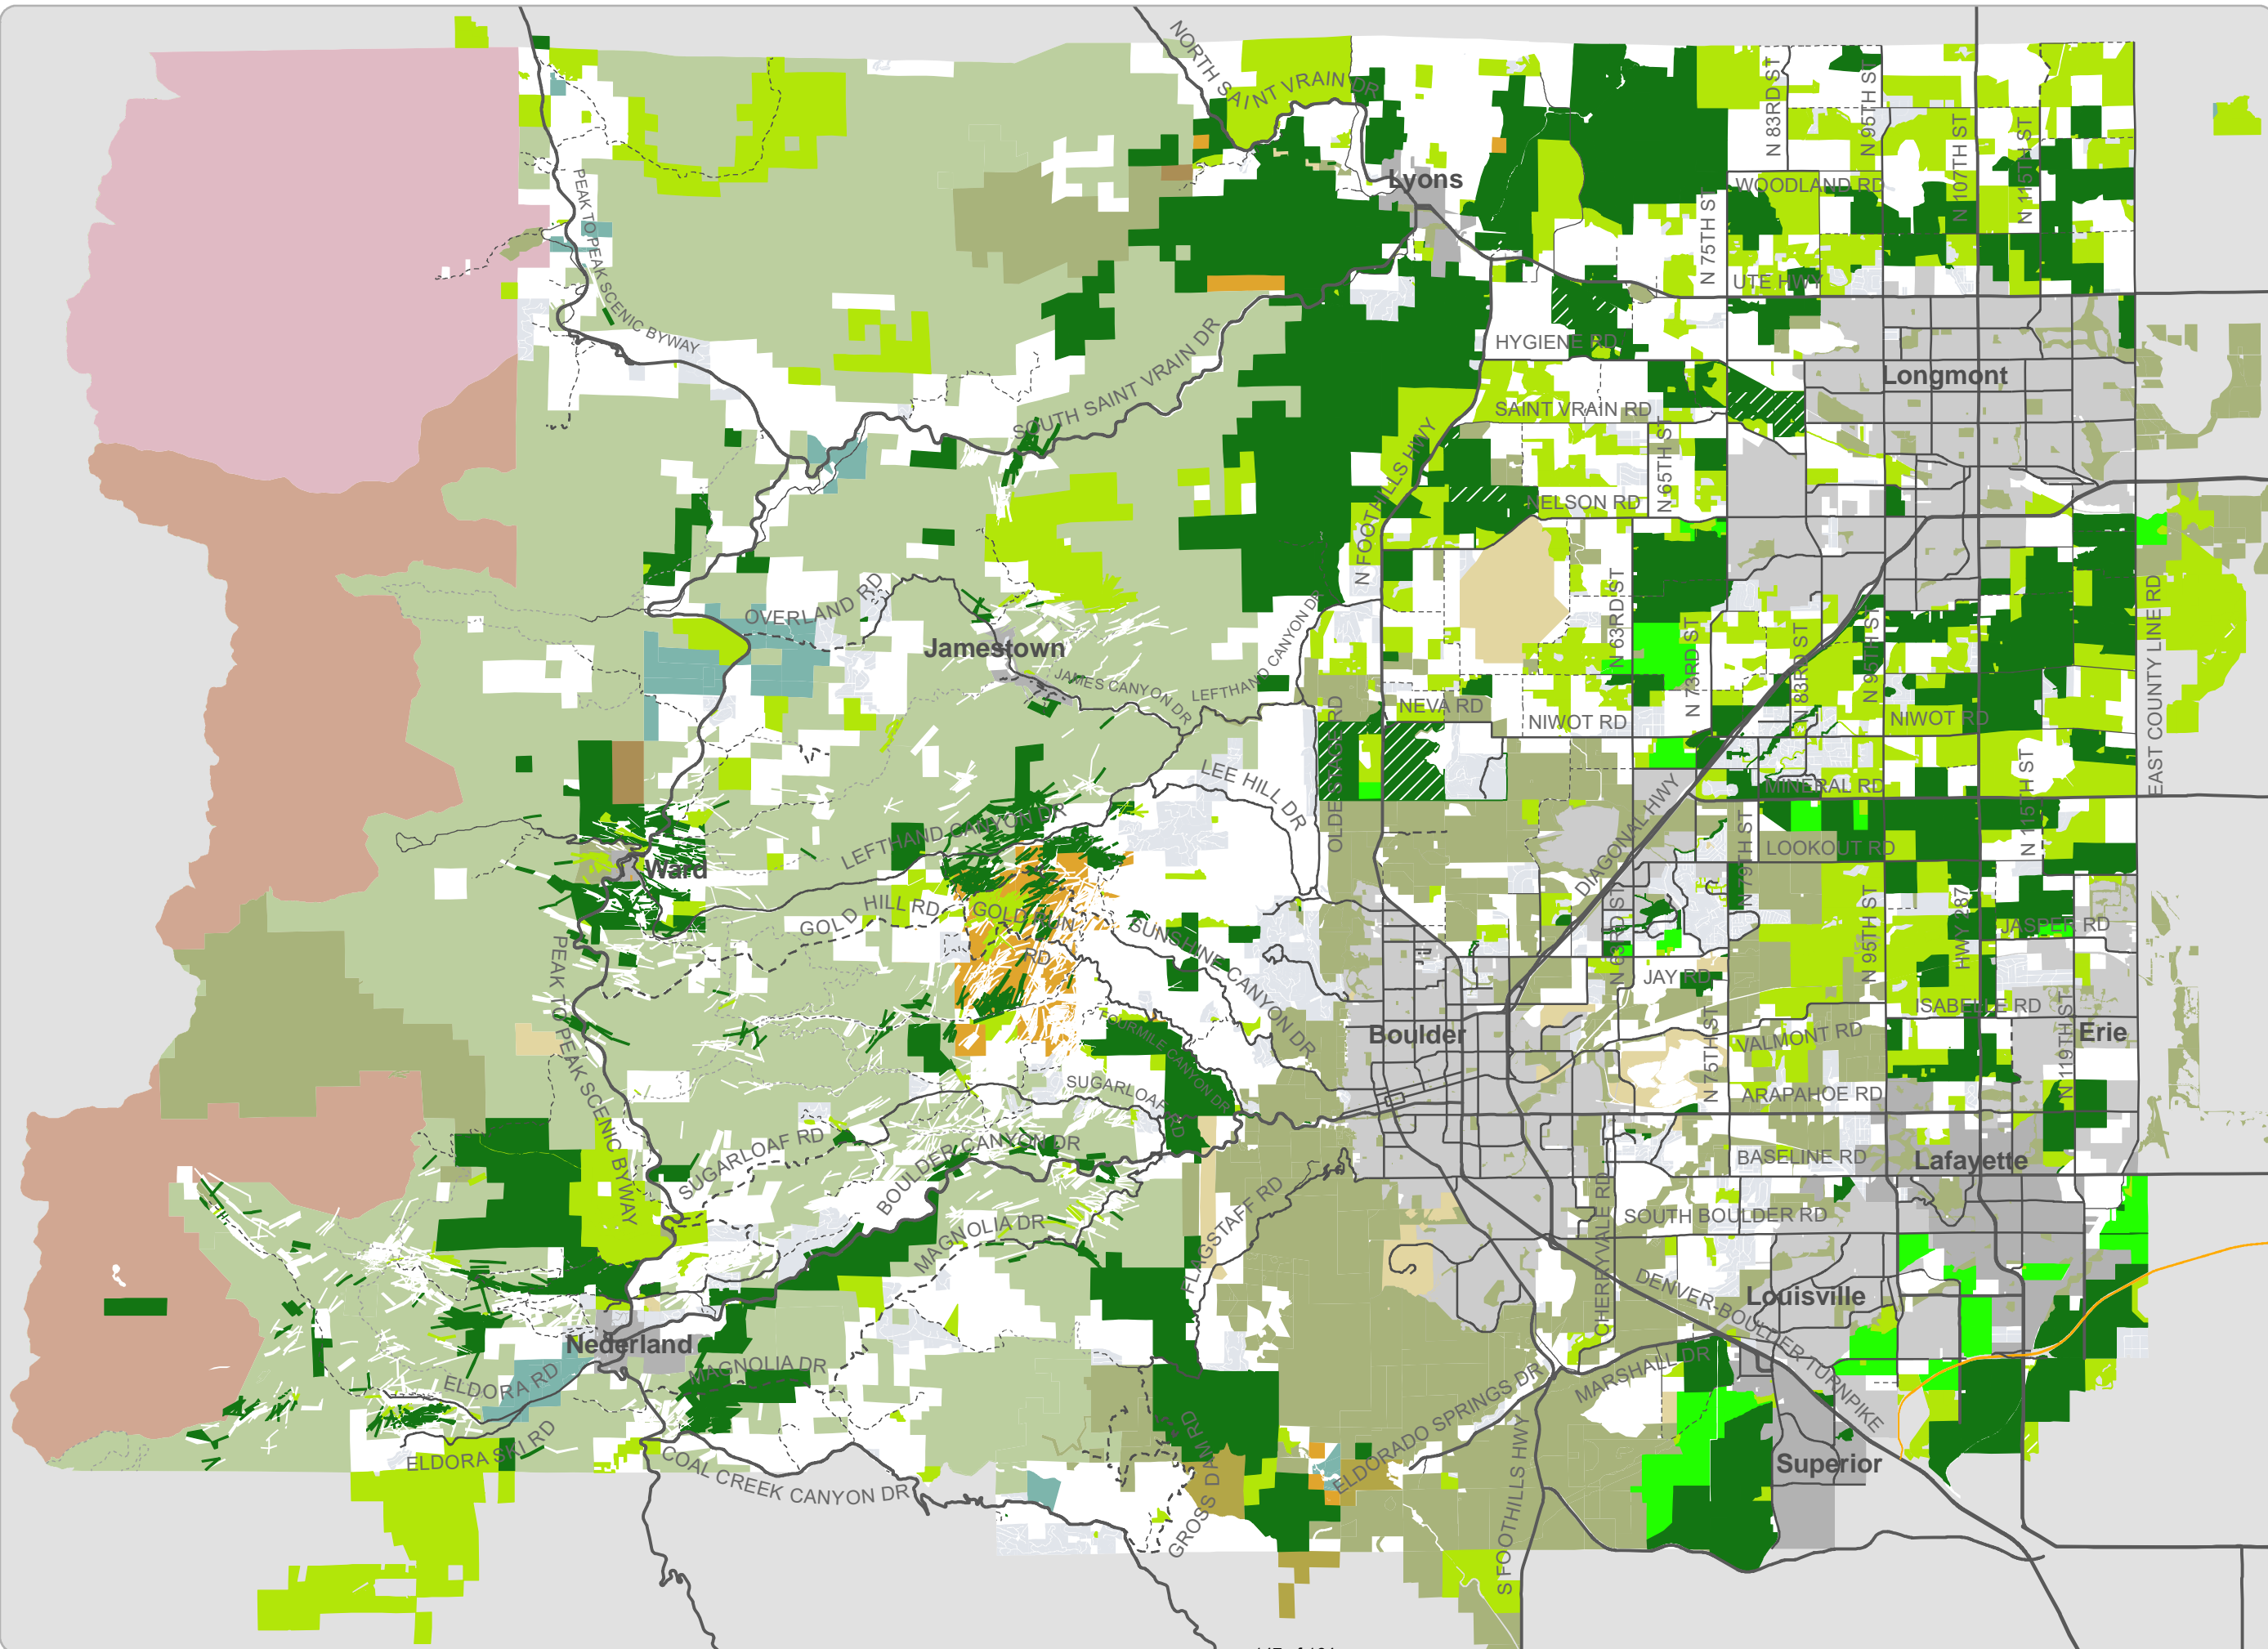 NORTH SAINT VRAIN DR
N 83RD ST
N 95TH ST
N 107TH ST
N 115TH ST
Lyons
WOODLAND RD
PEAK TO PEAK SCENIC BYWAY
N 75TH ST
UTE HWY
HYGIENE RD
SOUTH SAINT VRAIN DR
Longmont
SAINT VRAIN RD
N 65TH ST
N FOOTHILLS HWY
NELSON RD
OVERLAND RD
N 63RD ST
Jamestown
N 73RD ST
N 83RD ST
N 95TH ST
EAST COUNTY LINE RD
JAMES CANYON DR
LEFTHAND CANYON DR
NEVA RD
NIWOT RD
NIWOT RD
OLDE STAGE RD
LEE HILL DR
DIAGONAL HWY
MINERAL RD
N 115TH ST
LEFTHAND CANYON DR
N 79TH ST
LOOKOUT RD
Ward
GOLD HILL RD
GOLD RUN RD
SUNSHINE CANYON DR
N 63RD ST
N 95TH ST
HWY 287
JASPER RD
JAY RD
ISABELLE RD
PEAK TO PEAK SCENIC BYWAY
FOURMILE CANYON DR
Boulder
N 75TH ST
VALMONT RD
N 119TH ST
Erie
SUGARLOAF RD
ARAPAHOE RD
SUGARLOAF RD
BOULDER CANYON DR
BASELINE RD
Lafayette
FLAGSTAFF RD
MAGNOLIA DR
CHERRYVALE RD
SOUTH BOULDER RD
DENVER-BOULDER TURNPIKE
Louisville
Nederland
MAGNOLIA DR
ELDORA RD
MARSHALL DR
ELDORADO SPRINGS DR
ELDORA SKI RD
COAL CREEK CANYON DR
GROSS DAM RD
S FOOTHILLS HWY
Superior